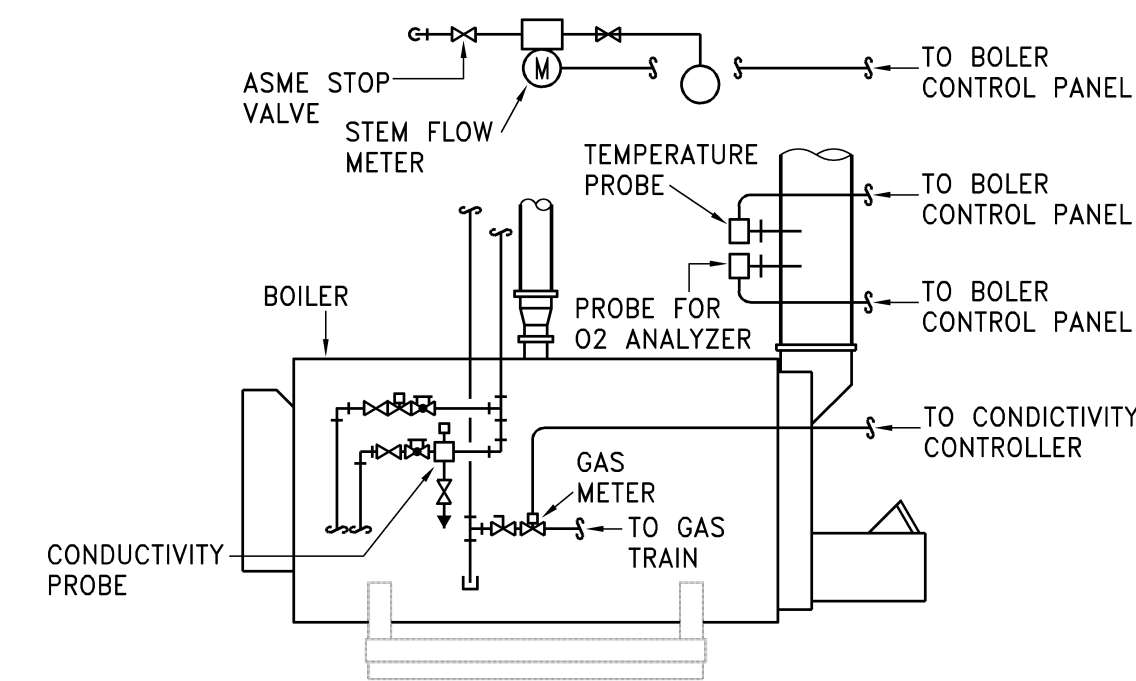 TO BOLER
CONTROL PANEL
ASME STOP
VALVE
M
STEM FLOW
METER
TEMPERATURE
PROBE
TO BOLER
CONTROL PANEL
BOILER
PROBE FOR
O2 ANALYZER
TO BOLER
CONTROL PANEL
TO CONDICTIVITY
CONTROLLER
GAS
METER
TO GAS
TRAIN
CONDUCTIVITY
PROBE